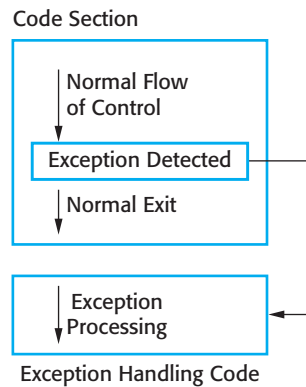 Code Section
Normal Flow
of Control
Exception Detected
Normal Exit
Exception
Processing
Exception Handling Code